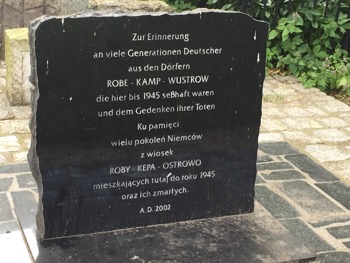 Zur Erinnerung
an viele Generationen Deutscher
aus den Dörfern
ROBE - KAMP - WUSTROW
die hier bis 1945 seßhaft waren
und dem Gedenken ihrer Toten
Ku pamięci
wielu pokoleń Niemców
z wiosek
ROBY - KĘPA - OSTROWO
mieszkających tutaj do roku 1945
oraz ich zmarłych.
A.D. 2002